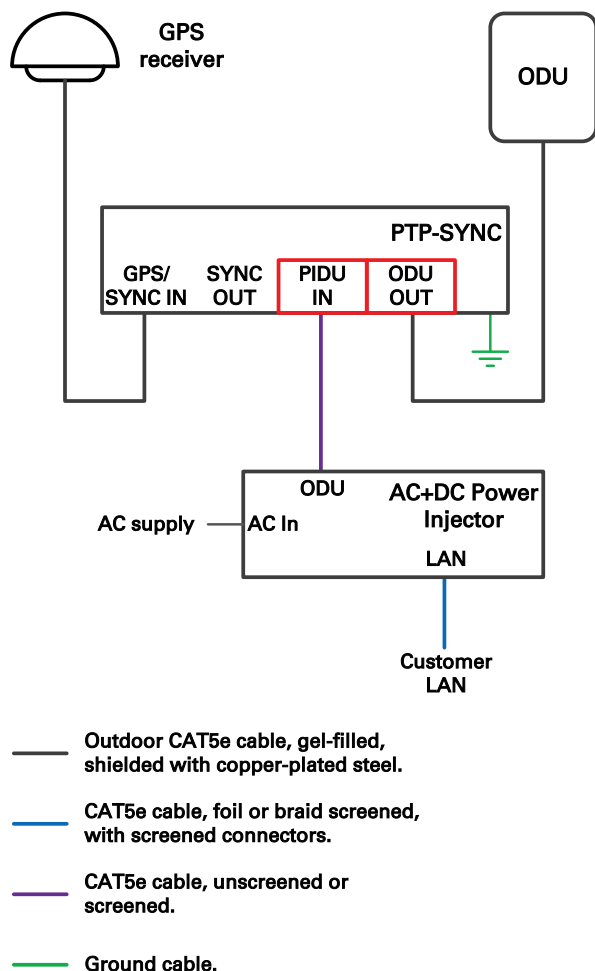 GPS
receiver
ODU
PTP-SYNC
GPS/
SYNC IN
SYNC
OUT
PIDU
IN
ODU
OUT
ODU
AC+DC Power
Injector
AC supply
AC In
LAN
Customer
LAN
Outdoor CAT5e cable, gel-filled,
shielded with copper-plated steel.
CAT5e cable, foil or braid screened,
with screened connectors.
CAT5e cable, unscreened or
screened.
Ground cable.